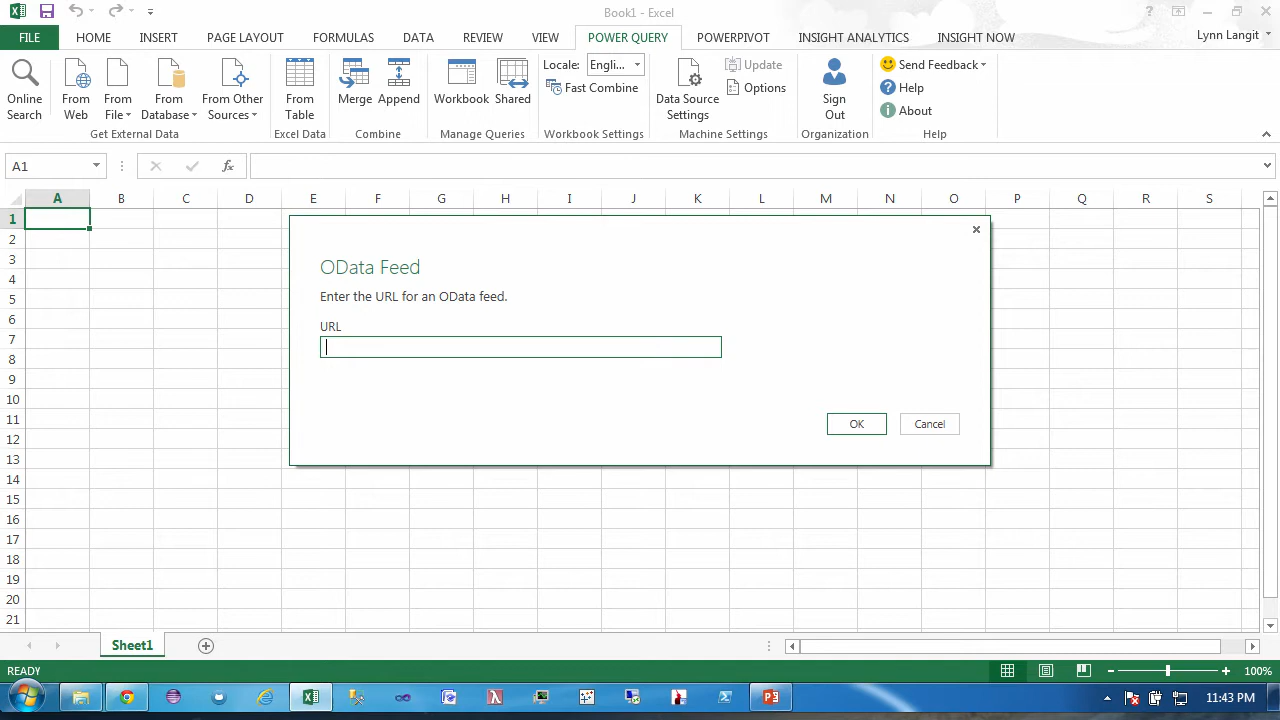 Book1 - Excel
FILE HOME INSERT PAGE LAYOUT FORMULAS DATA REVIEW VIEW POWER QUERY POWERPIVOT INSIGHT ANALYTICS INSIGHT NOW Lynn Langit
Online Search
From Web
From File
From Database
From Other Sources
Get External Data
From Table
Excel Data
Merge
Append
Combine
Workbook
Shared
Manage Queries
Locale: Engli...
Fast Combine
Workbook Settings
Data Source Settings
Update
Options
Machine Settings
Sign Out
Organization
Send Feedback
Help
About
Help
A1
fx
A B C D E F G H I J K L M N O P Q R S
1
2
3
4
5
6
7
8
9
10
11
12
13
14
15
16
17
18
19
20
21
OData Feed
Enter the URL for an OData feed.
URL
OK Cancel
Sheet1
READY
100%
11:43 PM